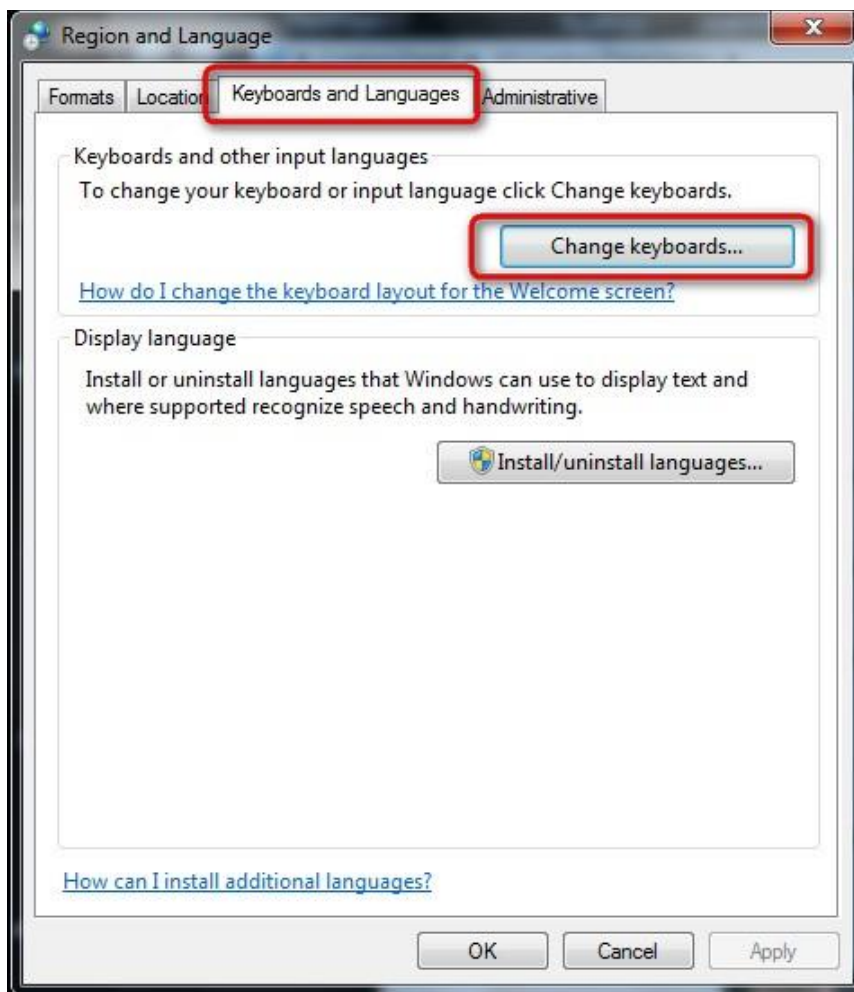 Region and Language
Formats Location Keyboards and Languages Administrative
Keyboards and other input languages
To change your keyboard or input language click Change keyboards.
Change keyboards...
How do I change the keyboard layout for the Welcome screen?
Display language
Install or uninstall languages that Windows can use to display text and
where supported recognize speech and handwriting.
Install/uninstall languages...
How can I install additional languages?
OK Cancel Apply